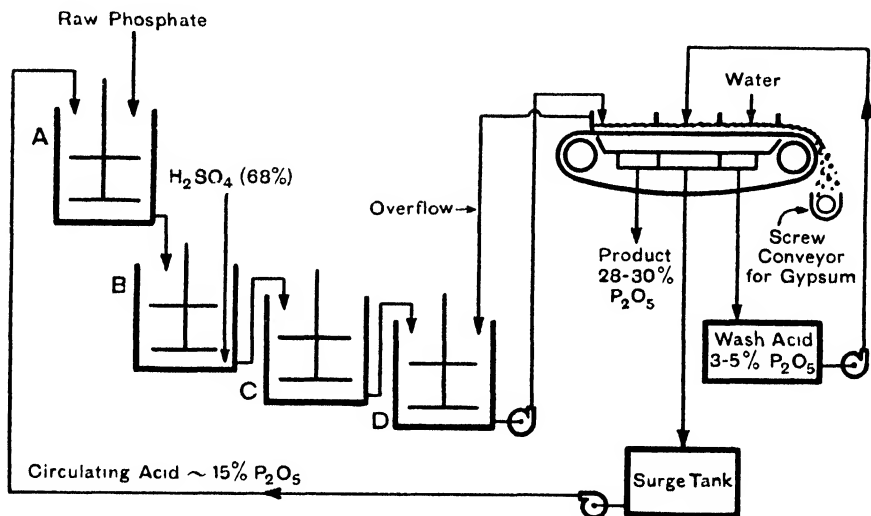 Raw Phosphate
A
H₂SO₄ (68%)
B
C
D
Overflow
Water
Product
28-30%
P₂O₅
Screw
Conveyor
for Gypsum
Wash Acid
3-5% P₂O₅
Circulating Acid ~ 15% P₂O₅
Surge Tank